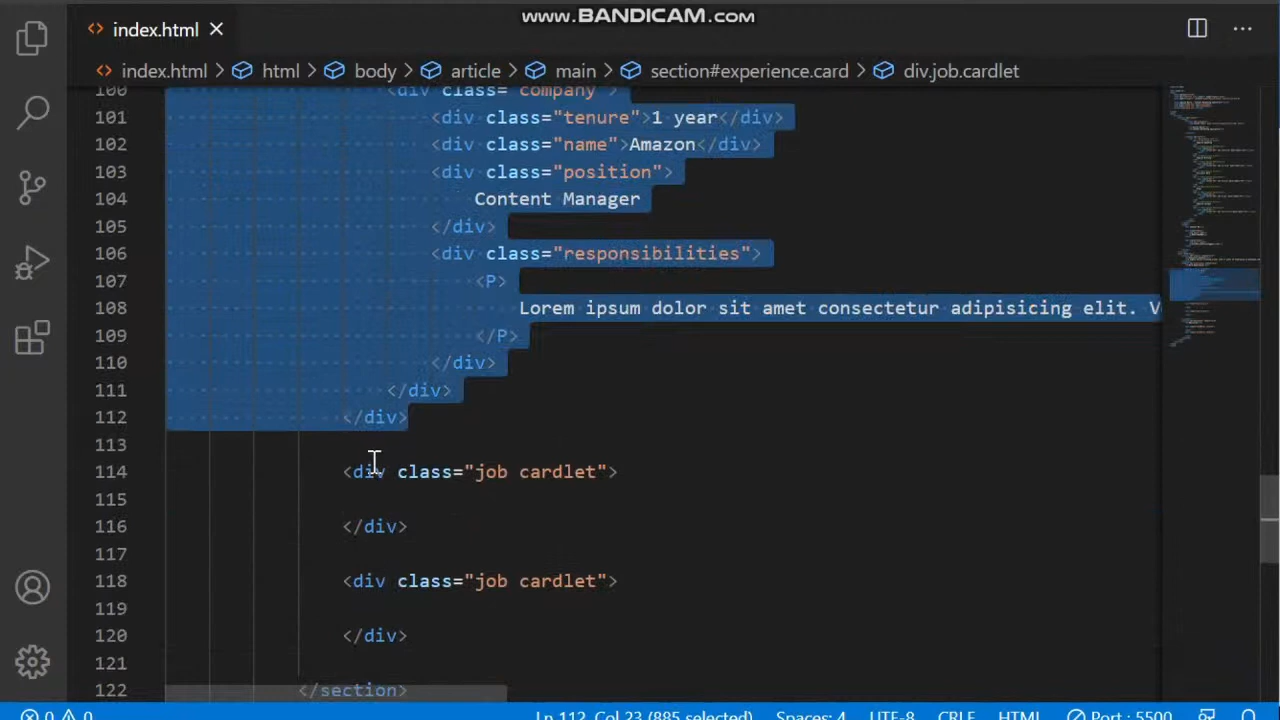 www.BANDICAM.com
index.html
index.html > html > body > article > main > section#experience.card > div.job.cardlet
100 <div class="company">
101 <div class="tenure">1 year</div>
102 <div class="name">Amazon</div>
103 <div class="position">
104 Content Manager
105 </div>
106 <div class="responsibilities">
107 <P>
108 Lorem ipsum dolor sit amet consectetur adipisicing elit.
109 </P>
110 </div>
111 </div>
112 </div>
113
114 <div class="job cardlet">
115
116 </div>
117
118 <div class="job cardlet">
119
120 </div>
121
122 </section>
0 0 Ln 112, Col 23 (885 selected) Spaces: 4 UTF-8 CRLF HTML Port : 5500